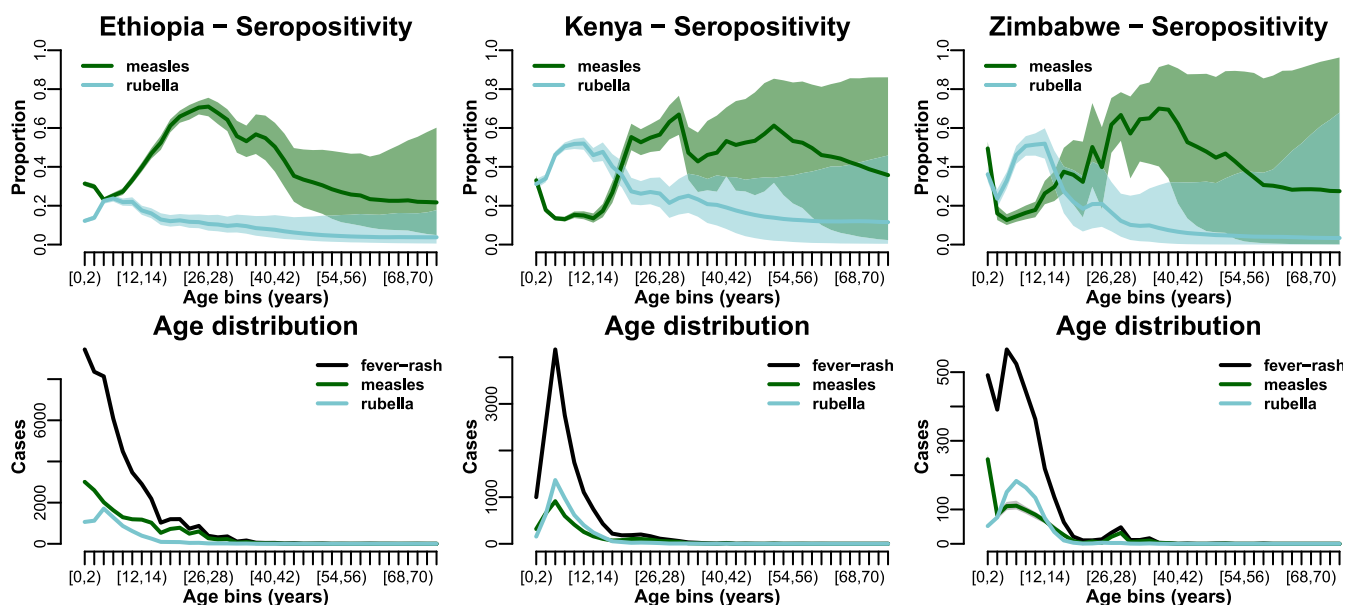 Ethiopia − Seropositivity
Proportion
1.0
0.8
0.6
0.4
0.2
0.0
measles
rubella
[0,2) [12,14) [26,28) [40,42) [54,56) [68,70)
Age bins (years)
Kenya − Seropositivity
Proportion
1.0
0.8
0.6
0.4
0.2
0.0
measles
rubella
[0,2) [12,14) [26,28) [40,42) [54,56) [68,70)
Age bins (years)
Zimbabwe − Seropositivity
Proportion
1.0
0.8
0.6
0.4
0.2
0.0
measles
rubella
[0,2) [12,14) [26,28) [40,42) [54,56) [68,70)
Age bins (years)
Age distribution
Cases
6000
2000
0
fever−rash
measles
rubella
[0,2) [12,14) [26,28) [40,42) [54,56) [68,70)
Age bins (years)
Age distribution
Cases
3000
1000
0
fever−rash
measles
rubella
[0,2) [12,14) [26,28) [40,42) [54,56) [68,70)
Age bins (years)
Age distribution
Cases
500
300
100
0
fever−rash
measles
rubella
[0,2) [12,14) [26,28) [40,42) [54,56) [68,70)
Age bins (years)